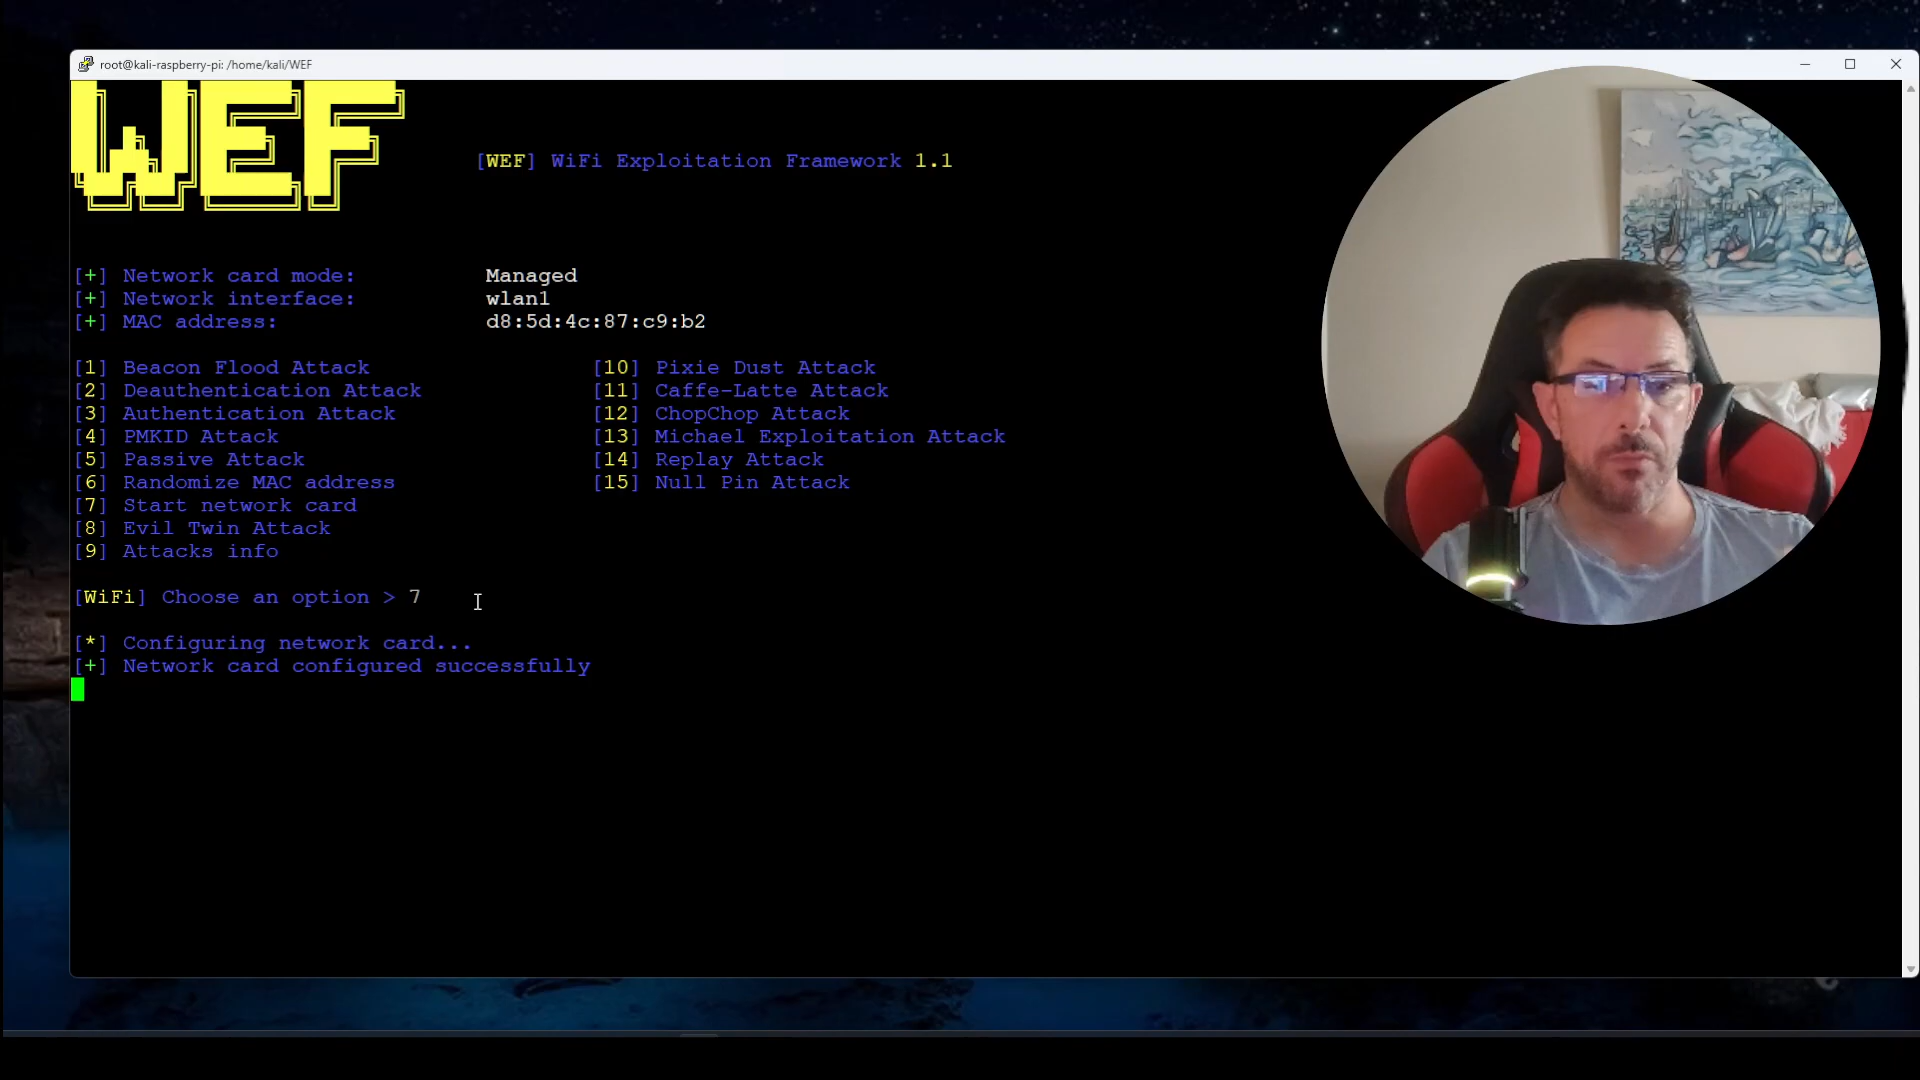 root@kali-raspberry-pi: /home/kali/WEF
WEF
[WEF] WiFi Exploitation Framework 1.1
[+] Network card mode: Managed
[+] Network interface: wlan1
[+] MAC address: d8:5d:4c:87:c9:b2
[1] Beacon Flood Attack [10] Pixie Dust Attack
[2] Deauthentication Attack [11] Caffe-Latte Attack
[3] Authentication Attack [12] ChopChop Attack
[4] PMKID Attack [13] Michael Exploitation Attack
[5] Passive Attack [14] Replay Attack
[6] Randomize MAC address [15] Null Pin Attack
[7] Start network card
[8] Evil Twin Attack
[9] Attacks info
[WiFi] Choose an option > 7
[*] Configuring network card...
[+] Network card configured successfully